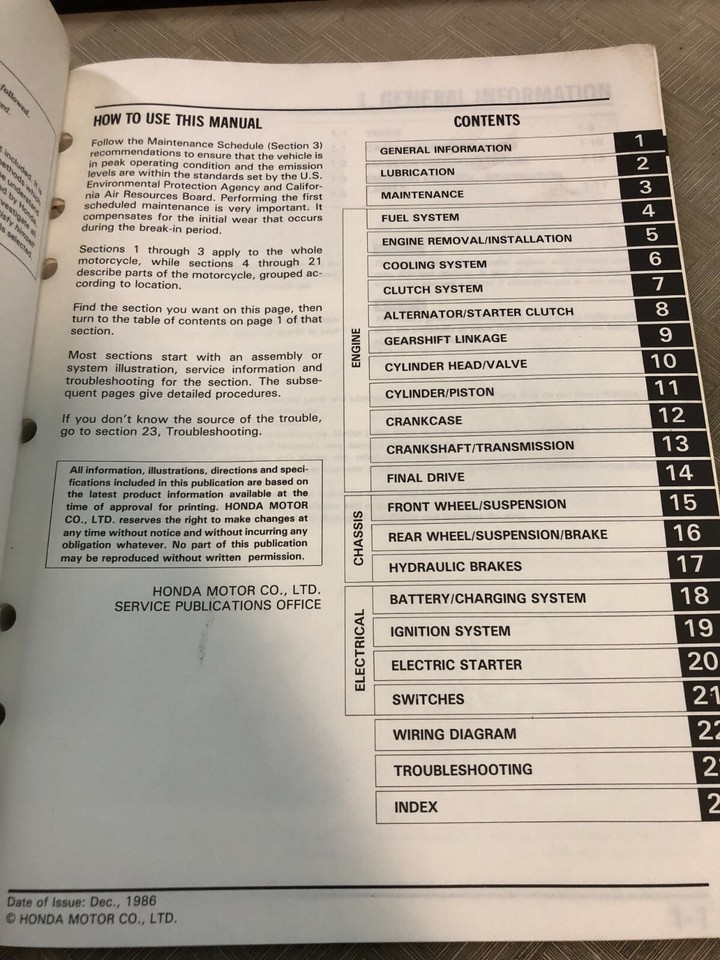 followed.
HOW TO USE THIS MANUAL
Follow the Maintenance Schedule (Section 3)
recommendations to ensure that the vehicle is
in peak operating condition and the emission
levels are within the standards set by the U.S.
Environmental Protection Agency and Califor-
nia Air Resources Board. Performing the first
scheduled maintenance is very important. It
compensates for the initial wear that occurs
during the break-in period.
Sections 1 through 3 apply to the whole
motorcycle, while sections 4 through 21
describe parts of the motorcycle, grouped ac-
cording to location.
Find the section you want on this page, then
turn to the table of contents on page 1 of that
section.
Most sections start with an assembly or
system illustration, service information and
troubleshooting for the section. The subse-
quent pages give detailed procedures.
If you don't know the source of the trouble,
go to section 23, Troubleshooting.
All information, illustrations, directions and speci-
fications included in this publication are based on
the latest product information available at the
time of approval for printing. HONDA MOTOR
CO., LTD. reserves the right to make changes at
any time without notice and without incurring any
obligation whatever. No part of this publication
may be reproduced without written permission.
HONDA MOTOR CO., LTD.
SERVICE PUBLICATIONS OFFICE
CONTENTS
GENERAL INFORMATION 1
LUBRICATION 2
MAINTENANCE 3
ENGINE
FUEL SYSTEM 4
ENGINE REMOVAL/INSTALLATION 5
COOLING SYSTEM 6
CLUTCH SYSTEM 7
ALTERNATOR/STARTER CLUTCH 8
GEARSHIFT LINKAGE 9
CYLINDER HEAD/VALVE 10
CYLINDER/PISTON 11
CRANKCASE 12
CRANKSHAFT/TRANSMISSION 13
FINAL DRIVE 14
CHASSIS
FRONT WHEEL/SUSPENSION 15
REAR WHEEL/SUSPENSION/BRAKE 16
HYDRAULIC BRAKES 17
ELECTRICAL
BATTERY/CHARGING SYSTEM 18
IGNITION SYSTEM 19
ELECTRIC STARTER 20
SWITCHES 21
WIRING DIAGRAM 22
TROUBLESHOOTING 2
INDEX 2
Date of Issue: Dec., 1986
© HONDA MOTOR CO., LTD.